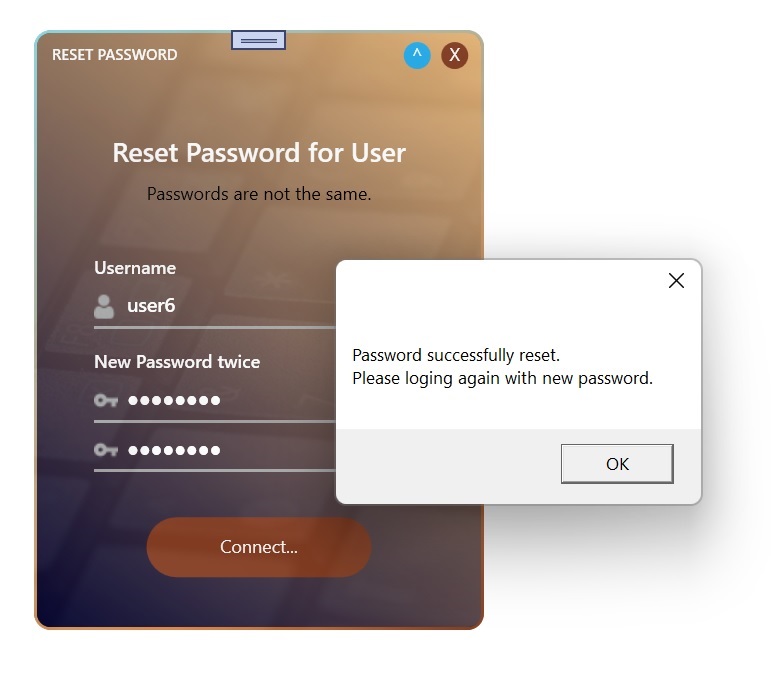 RESET PASSWORD
^ X
Reset Password for User
Passwords are not the same.
Username
user6
New Password twice
●●●●●●●●
●●●●●●●●
Connect...
Password successfully reset.
Please loging again with new password.
OK